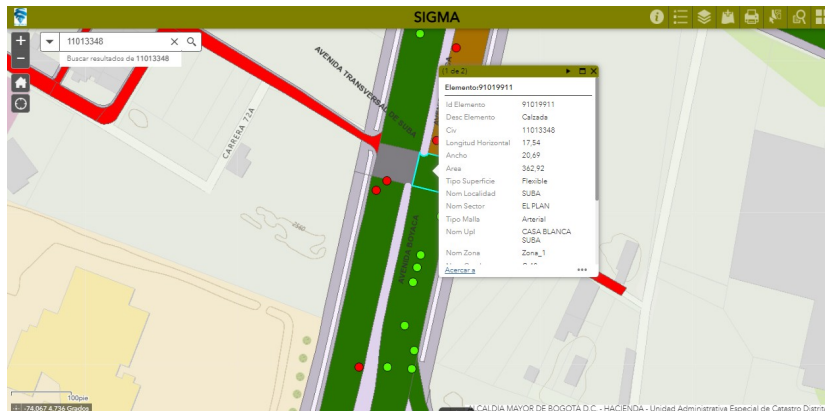 SIGMA
11013348
Buscar resultados de 11013348
(1 de 2)
Elemento:91019911
Id Elemento 91019911
Desc Elemento Calzada
Civ 11013348
Longitud Horizontal 17,54
Ancho 20,69
Area 362,92
Tipo Superficie Flexible
Nom Localidad SUBA
Nom Sector EL PLAN
Tipo Malla Arterial
Nom Upl CASA BLANCA
SUBA
Nom Zona Zona_1
Acercar a
AVENIDA TRANSVERSAL DE SUBA
CARRERA 72A
AVENIDA BOYACA
100pie
-74,067 4,736 Grados
ALCALDIA MAYOR DE BOGOTA D.C. - HACIENDA - Unidad Administrativa Especial de Catastro Distrit